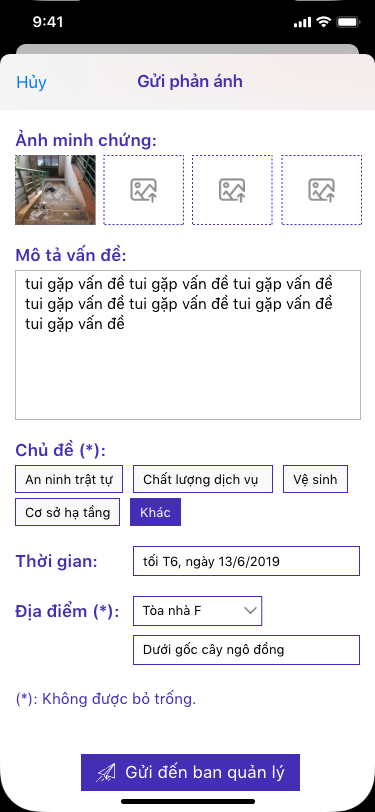 9:41
Hủy
Gửi phản ánh
Ảnh minh chứng:
Mô tả vấn đề:
tui gặp vấn đề tui gặp vấn đề tui gặp vấn đề
tui gặp vấn đề tui gặp vấn đề tui gặp vấn đề
tui gặp vấn đề
Chủ đề (*):
An ninh trật tự
Chất lượng dịch vụ
Vệ sinh
Cơ sở hạ tầng
Khác
Thời gian:
tối T6, ngày 13/6/2019
Địa điểm (*):
Tòa nhà F
Dưới gốc cây ngô đồng
(*): Không được bỏ trống.
Gửi đến ban quản lý